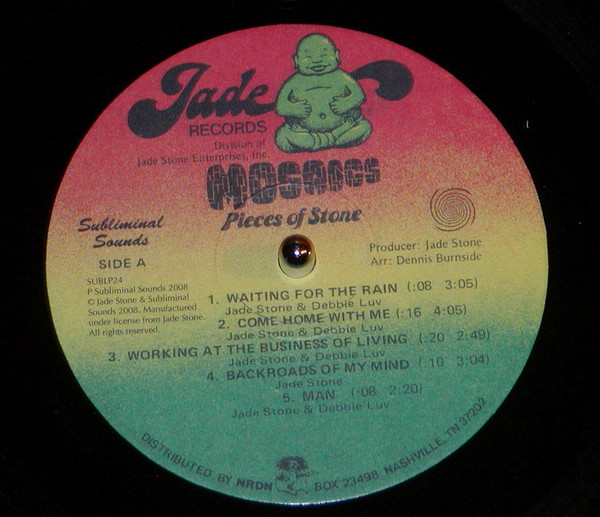 Jade
RECORDS
Division of
Jade Stone Enterprises, Inc.
MOSAICS
Pieces of Stone
Subliminal
Sounds
SIDE A
Producer: Jade Stone
Arr: Dennis Burnside
SUBLP24
P Subliminal Sounds 2008
© Jade Stone & Subliminal
Sounds 2008. Manufactured
under license from Jade Stone.
All rights reserved.
1. WAITING FOR THE RAIN (:08 3:05)
Jade Stone & Debbie Luv
2. COME HOME WITH ME (:16 4:05)
Jade Stone & Debbie Luv
3. WORKING AT THE BUSINESS OF LIVING (:20 2:49)
Jade Stone & Debbie Luv
4. BACKROADS OF MY MIND (:10 3:04)
Jade Stone
5. MAN (:08 2:20)
Jade Stone & Debbie Luv
DISTRIBUTED BY NRDN BOX 23498 NASHVILLE, TN 37202